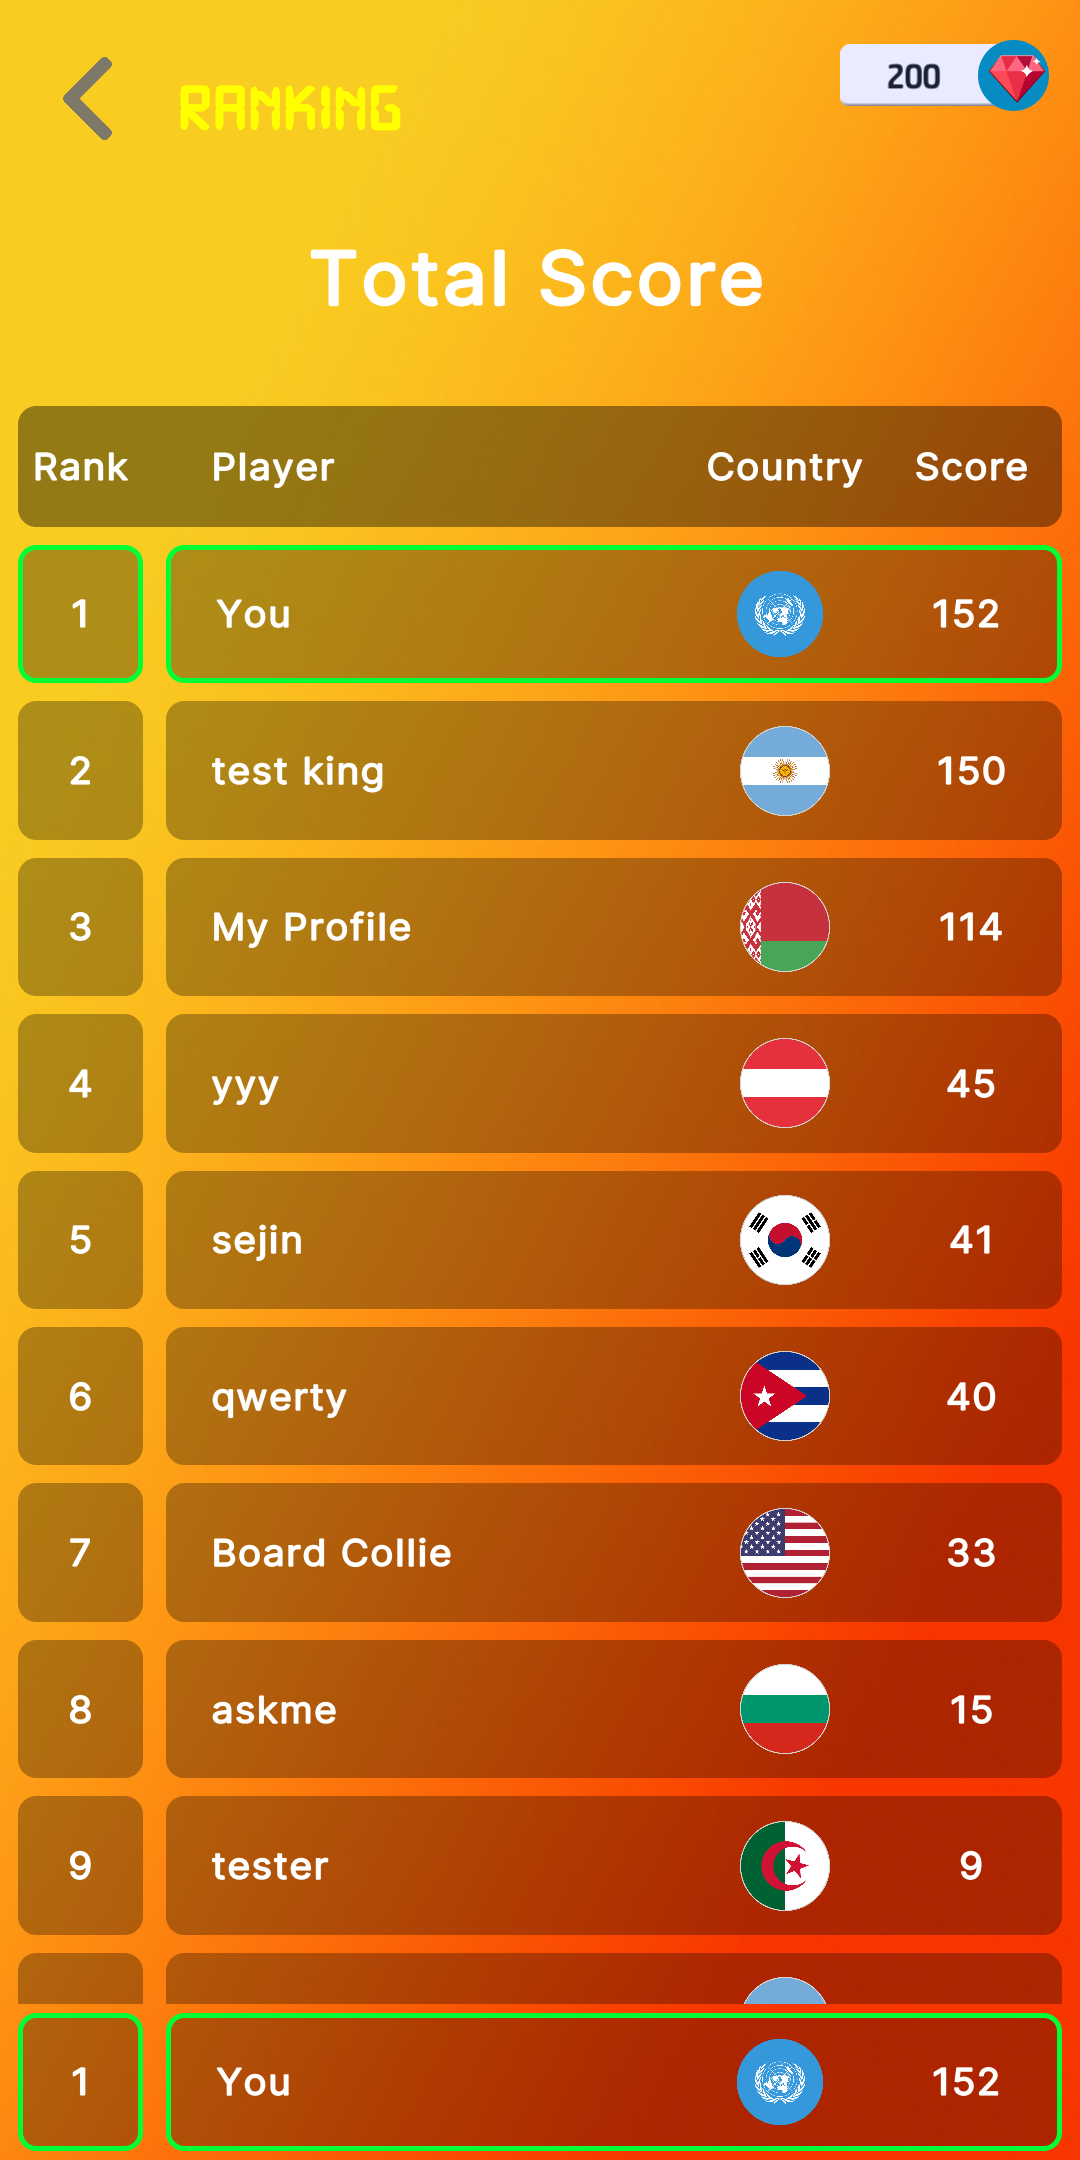 200
RANKING
Total Score
Rank Player Country Score
1 You 152
2 test king 150
3 My Profile 114
4 yyy 45
5 sejin 41
6 qwerty 40
7 Board Collie 33
8 askme 15
9 tester 9
1 You 152